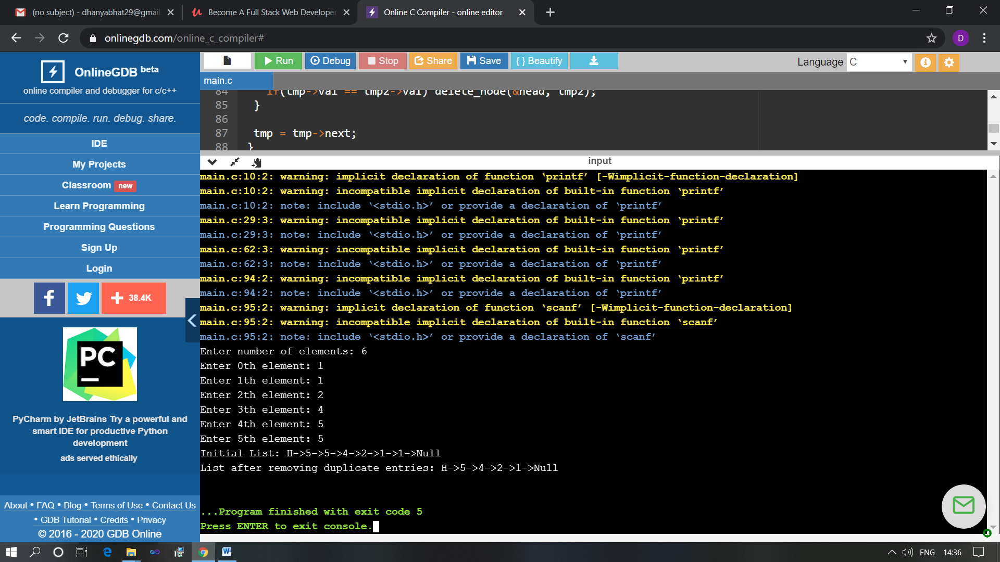 (no subject) - dhanyabhat29@gmail
Become A Full Stack Web Developer
Online C Compiler - online editor
onlinegdb.com/online_c_compiler#
D
OnlineGDB beta
online compiler and debugger for c/c++
code. compile. run. debug. share.
IDE
My Projects
Classroom new
Learn Programming
Programming Questions
Sign Up
Login
38.4K
PC
PyCharm by JetBrains Try a powerful and
smart IDE for productive Python
development
ads served ethically
About • FAQ • Blog • Terms of Use • Contact Us
• GDB Tutorial • Credits • Privacy
© 2016 - 2020 GDB Online
Run Debug Stop Share Save { } Beautify
Language C
main.c
84 if(tmp->val == tmp2->val) delete_node(&head, tmp2);
85 }
86
87 tmp = tmp->next;
88 }
input
main.c:10:2: warning: implicit declaration of function ‘printf’ [-Wimplicit-function-declaration]
main.c:10:2: warning: incompatible implicit declaration of built-in function ‘printf’
main.c:10:2: note: include ‘<stdio.h>’ or provide a declaration of ‘printf’
main.c:29:3: warning: incompatible implicit declaration of built-in function ‘printf’
main.c:29:3: note: include ‘<stdio.h>’ or provide a declaration of ‘printf’
main.c:62:3: warning: incompatible implicit declaration of built-in function ‘printf’
main.c:62:3: note: include ‘<stdio.h>’ or provide a declaration of ‘printf’
main.c:94:2: warning: incompatible implicit declaration of built-in function ‘printf’
main.c:94:2: note: include ‘<stdio.h>’ or provide a declaration of ‘printf’
main.c:95:2: warning: implicit declaration of function ‘scanf’ [-Wimplicit-function-declaration]
main.c:95:2: warning: incompatible implicit declaration of built-in function ‘scanf’
main.c:95:2: note: include ‘<stdio.h>’ or provide a declaration of ‘scanf’
Enter number of elements: 6
Enter 0th element: 1
Enter 1th element: 1
Enter 2th element: 2
Enter 3th element: 4
Enter 4th element: 5
Enter 5th element: 5
Initial List: H->5->5->4->2->1->1->Null
List after removing duplicate entries: H->5->4->2->1->Null
...Program finished with exit code 5
Press ENTER to exit console.
ENG 14:36